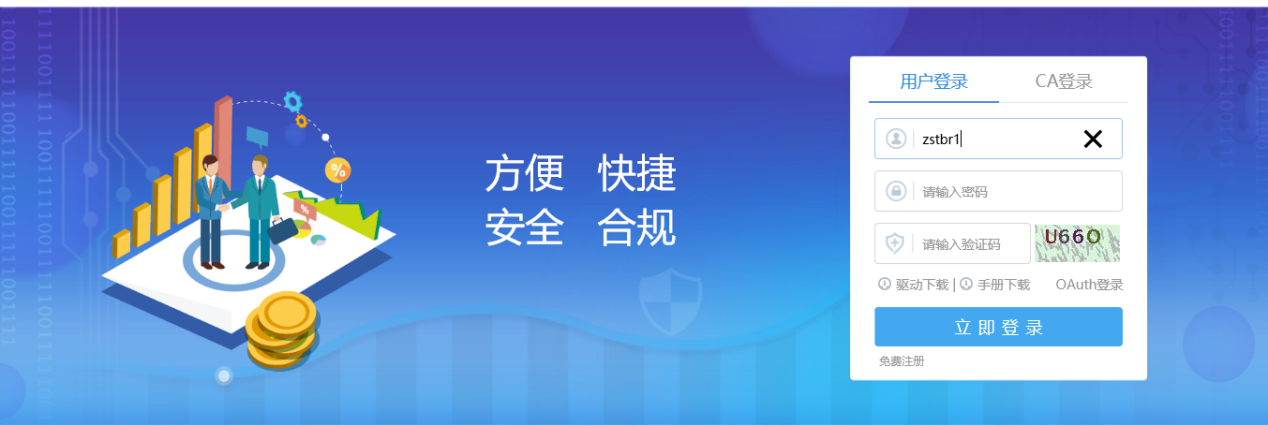 方便 快捷
安全 合规
用户登录 CA登录
zstbr1
请输入密码
请输入验证码 U66O
驱动下载 | 手册下载 OAuth登录
立即登录
免费注册
%
%